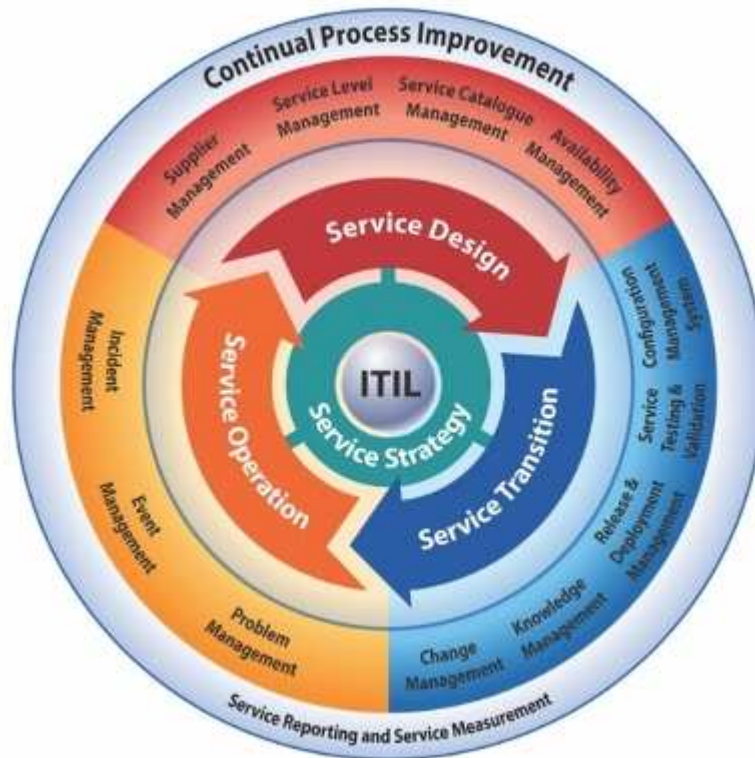 Continual Process Improvement
Supplier
Management
Service Level
Management
Service Catalogue
Management
Availability
Management
Configuration
Management
System
Service
Testing &
Validation
Release &
Deployment
Management
Knowledge
Management
Change
Management
Problem
Management
Event
Management
Incident
Management
Service Design
Service Transition
Service Operation
Service Strategy
ITIL
Service Reporting and Service Measurement